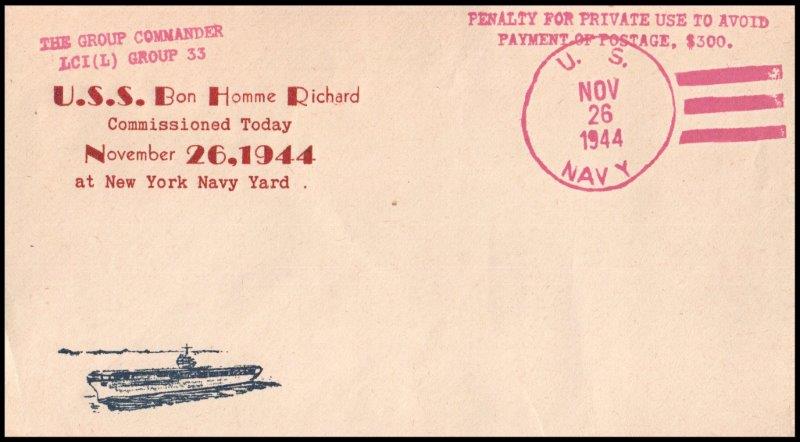 THE GROUP COMMANDER
LCI(L) GROUP 33
PENALTY FOR PRIVATE USE TO AVOID
PAYMENT OF POSTAGE, $300.
U.S.S. Bon Homme Richard
Commissioned Today
November 26,1944
at New York Navy Yard .
U. S.
NOV
26
1944
NAVY